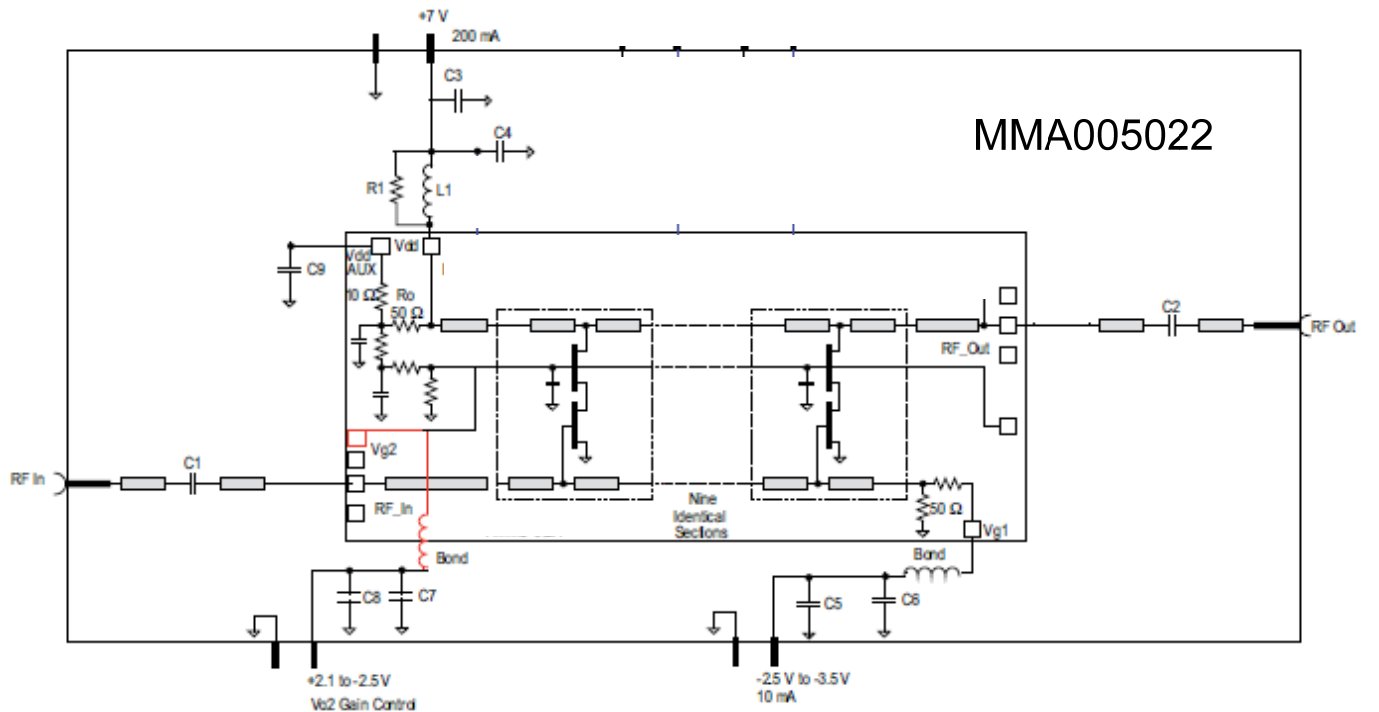 +7 V
200 mA
C3
C4
MMA005022
R1
L1
Vdd
Vdd
AUX
C9
10 Ω
Ro
50 Ω
C2
RF Out
RF_Out
Vg2
C1
RF In
RF_In
Nine
Identical
Sections
50 Ω
Vg1
Bond
Bond
C8
C7
C5
C6
+2.1 to -2.5 V
Vg2 Gain Control
-2.5 V to -3.5 V
10 mA